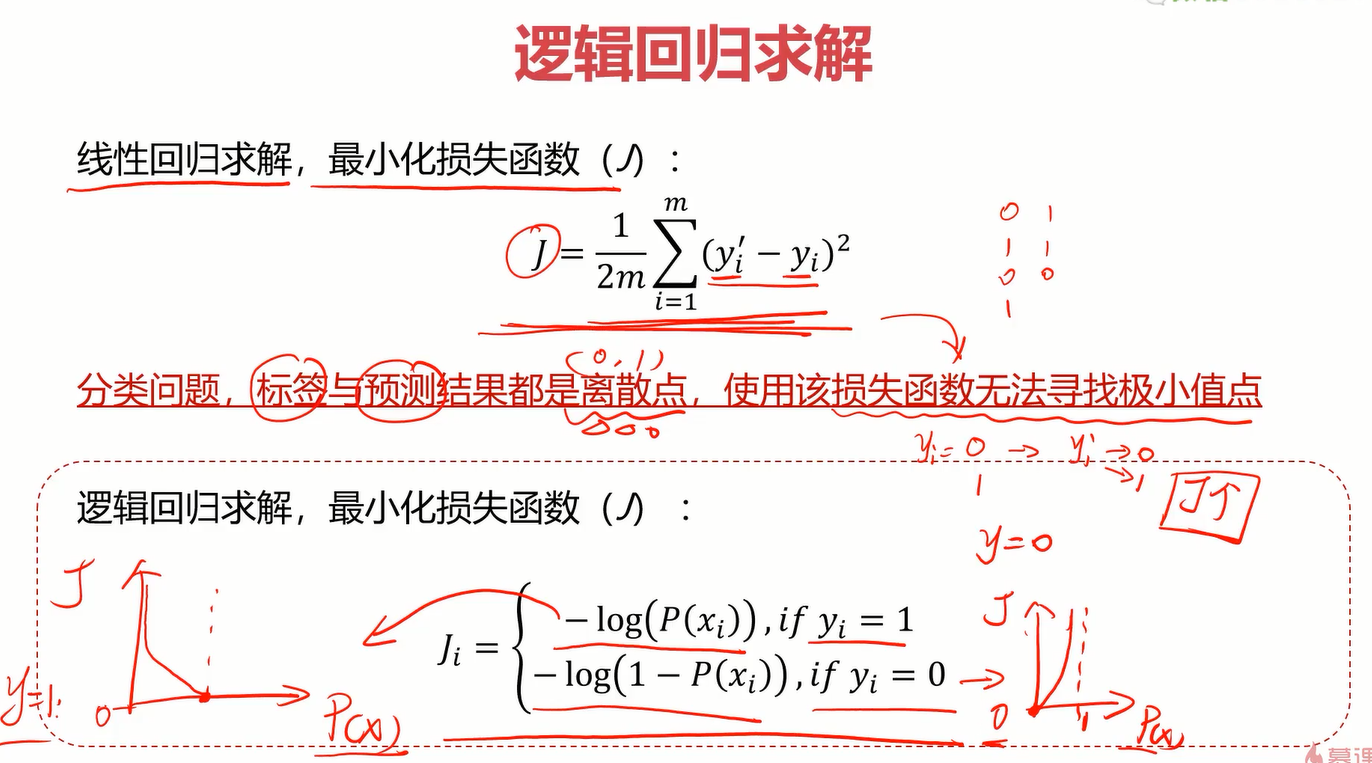 逻辑回归求解
线性回归求解，最小化损失函数（J）：
J = \frac{1}{2m} \sum_{i=1}^{m} (y_i' - y_i)^2
0 1
1 1
0 0
1
(0,1)
分类问题，标签与预测结果都是离散点，使用该损失函数无法寻找极小值点
y_i = 0 → y_i' → 0
1 → 1
J↑
逻辑回归求解，最小化损失函数（J）：
y=0
J
J
J_i = \begin{cases} -\log(P(x_i)), if\ y_i = 1 \\ -\log(1 - P(x_i)), if\ y_i = 0 \end{cases}
y=1
0
P(x)
0
1
P(x)
慕课